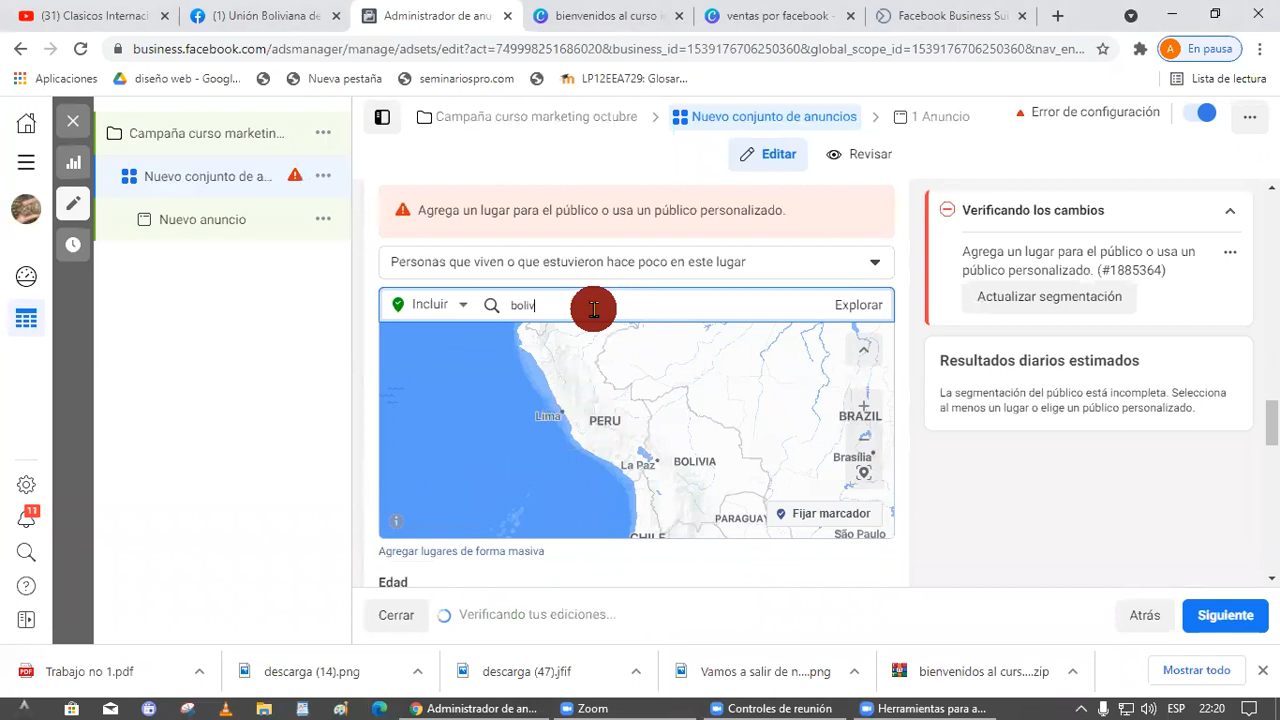 (31) Clásicos Internaci
(1) Unión Boliviana de
Administrador de anu
bienvenidos al curso i
ventas por facebook -
Facebook Business Sui
business.facebook.com/adsmanager/manage/adsets/edit?act=749998251686020&business_id=1539176706250360&global_scope_id=1539176706250360&nav_en...
A
En pausa
Aplicaciones
diseño web - Googl...
Nueva pestaña
seminariospro.com
LP12EEA729: Glosar...
Lista de lectura
Campaña curso marketin...
Nuevo conjunto de a...
Nuevo anuncio
11
Campaña curso marketing octubre
Nuevo conjunto de anuncios
1 Anuncio
Error de configuración
Editar
Revisar
Agrega un lugar para el público o usa un público personalizado.
Personas que viven o que estuvieron hace poco en este lugar
Incluir
boliv
Explorar
Lima
PERU
BRAZIL
La Paz
BOLIVIA
Brasília
PARAGUAY
Fijar marcador
CHILE
São Paulo
Agregar lugares de forma masiva
Edad
Verificando los cambios
Agrega un lugar para el público o usa un
público personalizado. (#1885364)
Actualizar segmentación
Resultados diarios estimados
La segmentación del público está incompleta. Selecciona
al menos un lugar o elige un público personalizado.
Cerrar
Verificando tus ediciones...
Atrás
Siguiente
Trabajo no 1.pdf
descarga (14).png
descarga (47).jfif
Vamos a salir de n....png
bienvenidos al curs....zip
Mostrar todo
Administrador de an...
Zoom
Controles de reunión
Herramientas para a...
ESP
22:20